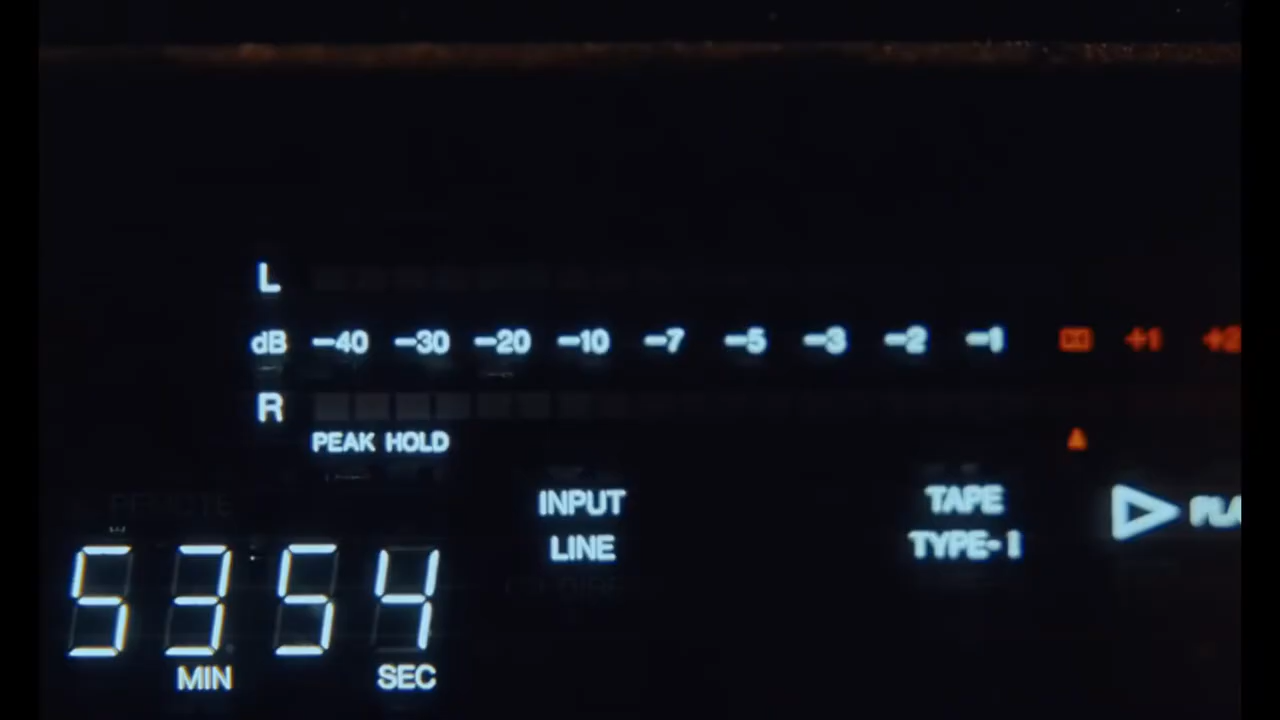 L
dB -40 -30 -20 -10 -7 -5 -3 -2 -1 +1 +2
R
PEAK HOLD
REMOTE
INPUT
LINE
TAPE
TYPE-I
53 54
MIN SEC